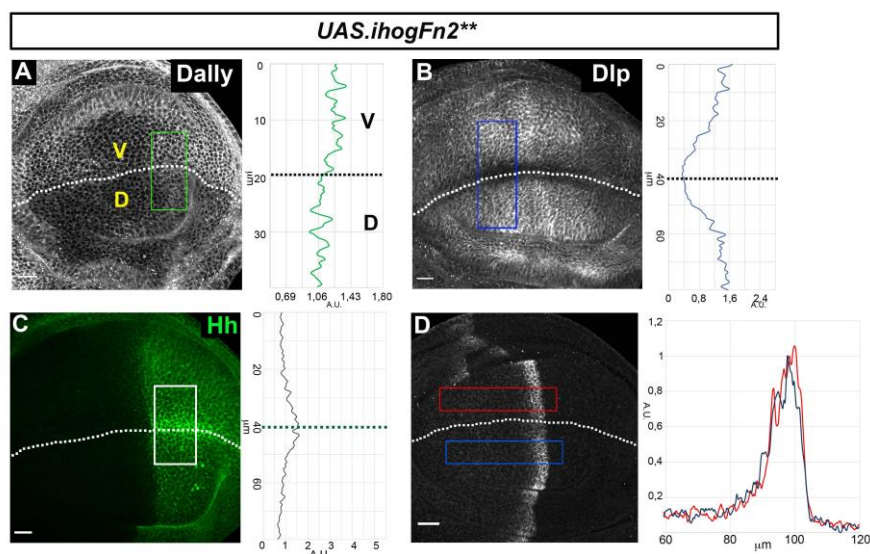 UAS.ihogFn2**
A
Dally
V
D
0
10
20
30
μm
V
D
0,69 1,06 1,43 1,80
A.U.
B
Dlp
0
20
40
60
μm
0 0,8 1,6 2,4
A.U.
C
Hh
0
20
40
60
μm
1 2 3 4 5
A.U.
D
1,2
1
0,8
0,6
0,4
0,2
A.U.
60 80 100 120
μm